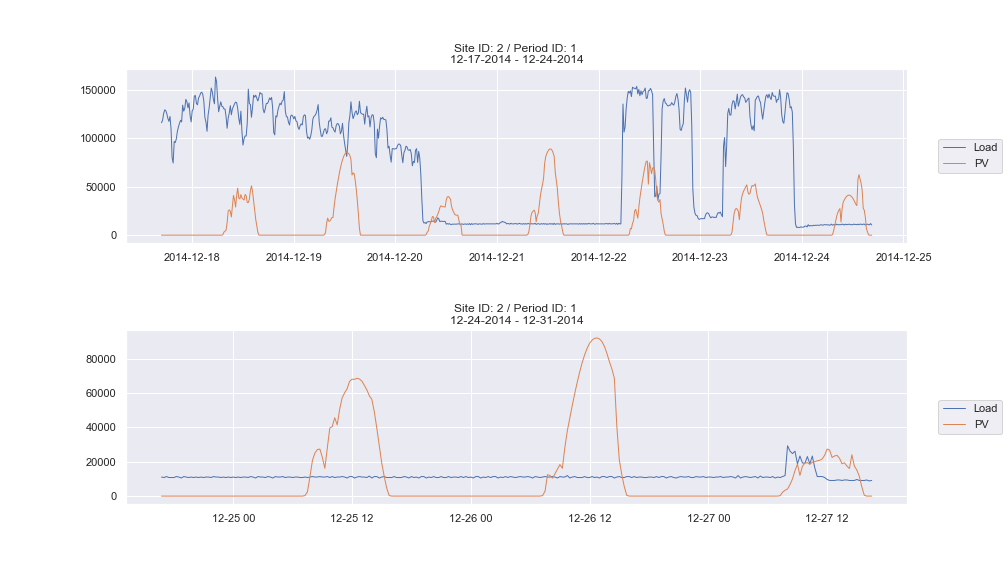 Site ID: 2 / Period ID: 1
12-17-2014 - 12-24-2014
150000
100000
50000
0
2014-12-18 2014-12-19 2014-12-20 2014-12-21 2014-12-22 2014-12-23 2014-12-24 2014-12-25
Load
PV
Site ID: 2 / Period ID: 1
12-24-2014 - 12-31-2014
80000
60000
40000
20000
0
12-25 00 12-25 12 12-26 00 12-26 12 12-27 00 12-27 12
Load
PV